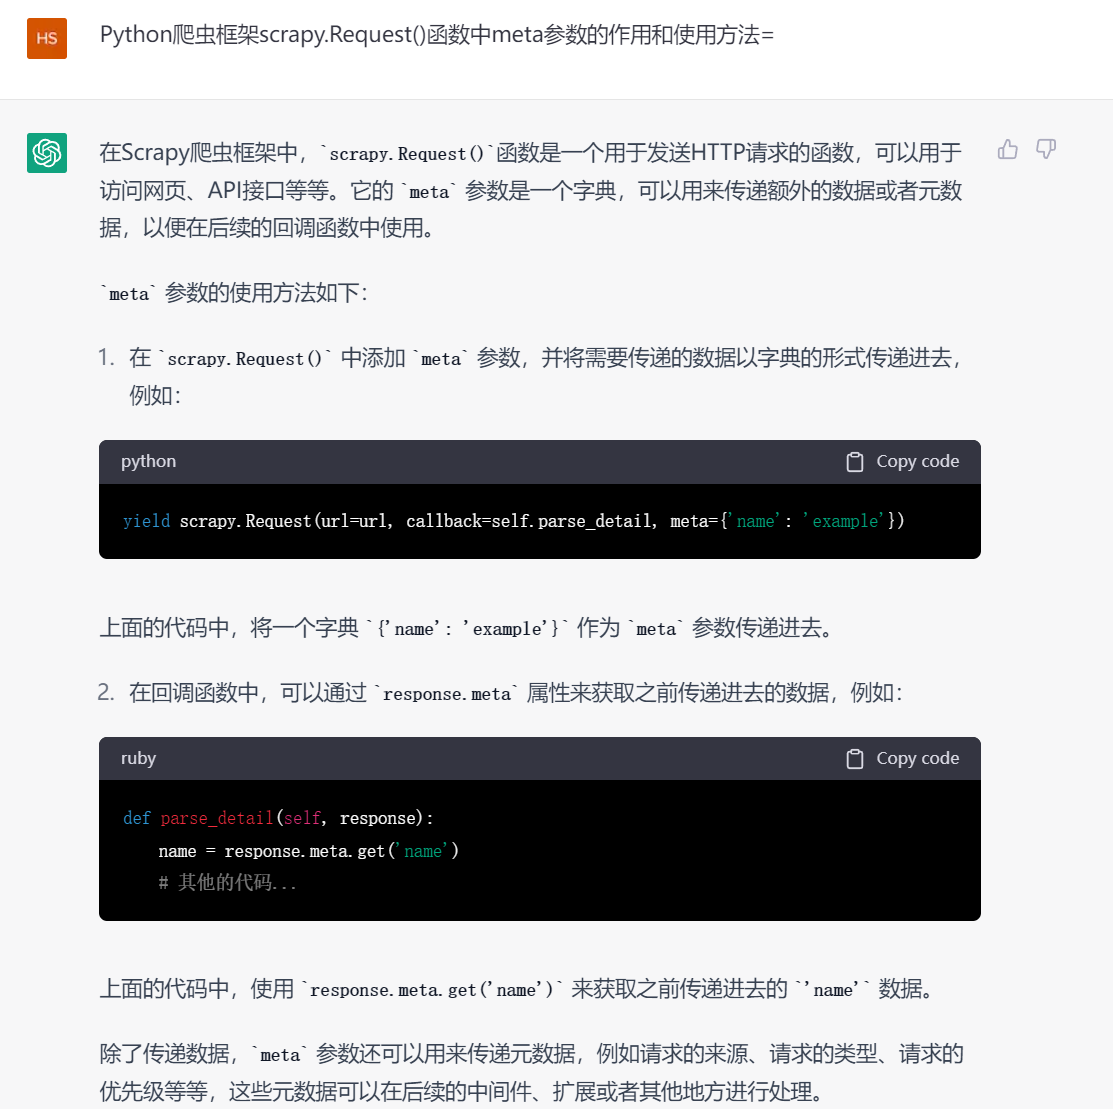 HS
Python爬虫框架scrapy.Request()函数中meta参数的作用和使用方法=
在Scrapy爬虫框架中，`scrapy.Request()`函数是一个用于发送HTTP请求的函数，可以用于
访问网页、API接口等等。它的 `meta` 参数是一个字典，可以用来传递额外的数据或者元数
据，以便在后续的回调函数中使用。
`meta` 参数的使用方法如下：
1. 在 `scrapy.Request()` 中添加 `meta` 参数，并将需要传递的数据以字典的形式传递进去，
例如：
python Copy code
yield scrapy.Request(url=url, callback=self.parse_detail, meta={'name': 'example'})
上面的代码中，将一个字典 `{'name': 'example'}` 作为 `meta` 参数传递进去。
2. 在回调函数中，可以通过 `response.meta` 属性来获取之前传递进去的数据，例如：
ruby Copy code
def parse_detail(self, response):
name = response.meta.get('name')
# 其他的代码...
上面的代码中，使用 `response.meta.get('name')` 来获取之前传递进去的 `'name'` 数据。
除了传递数据，`meta` 参数还可以用来传递元数据，例如请求的来源、请求的类型、请求的
优先级等等，这些元数据可以在后续的中间件、扩展或者其他地方进行处理。